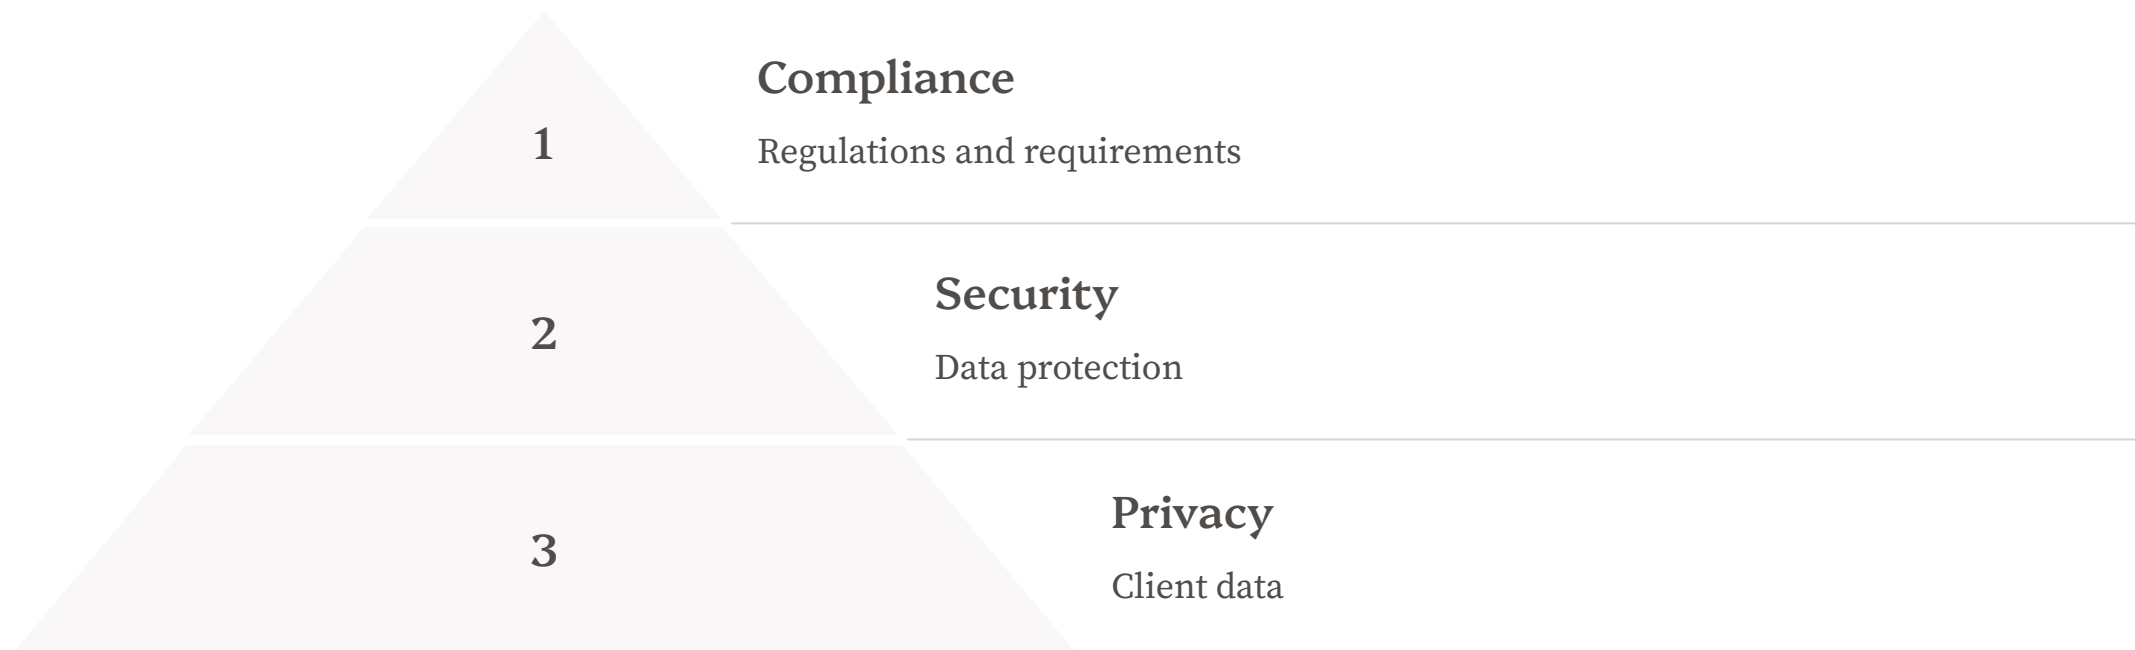 1
Compliance
Regulations and requirements
2
Security
Data protection
3
Privacy
Client data